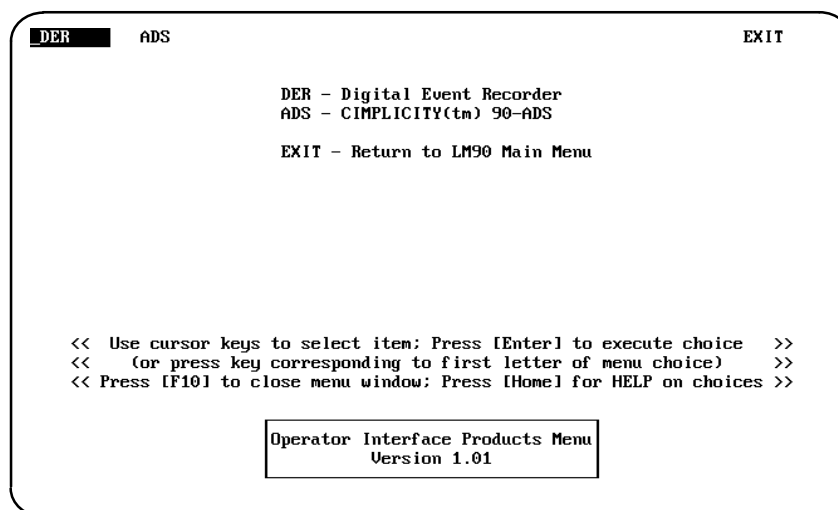 _DER ADS EXIT
DER - Digital Event Recorder
ADS - CIMPLICITY(tm) 90-ADS
EXIT - Return to LM90 Main Menu
<< Use cursor keys to select item; Press [Enter] to execute choice >>
<< (or press key corresponding to first letter of menu choice) >>
<< Press [F10] to close menu window; Press [Home] for HELP on choices >>
Operator Interface Products Menu
Version 1.01